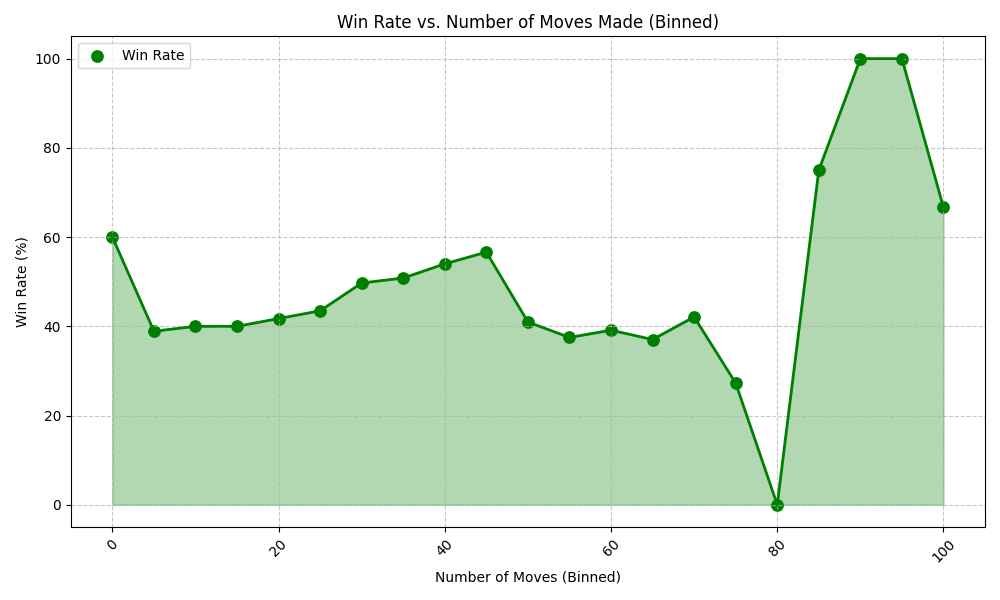 Win Rate vs. Number of Moves Made (Binned)
Win Rate
100
80
60
40
20
0
Win Rate (%)
0 20 40 60 80 100
Number of Moves (Binned)